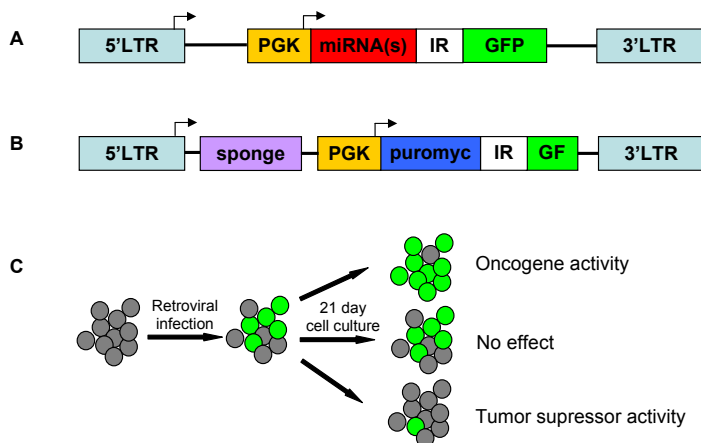 A
5'LTR PGK miRNA(s) IR GFP 3'LTR
B
5'LTR sponge PGK puromyc IR GF 3'LTR
C
Retroviral
infection
21 day
cell culture
Oncogene activity
No effect
Tumor supressor activity